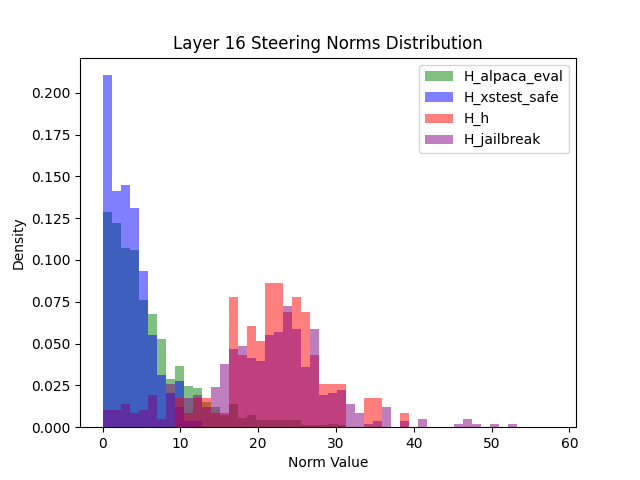 Layer 16 Steering Norms Distribution
H_alpaca_eval
H_xstest_safe
H_h
H_jailbreak
Density
0.200
0.175
0.150
0.125
0.100
0.075
0.050
0.025
0.000
0 10 20 30 40 50 60
Norm Value